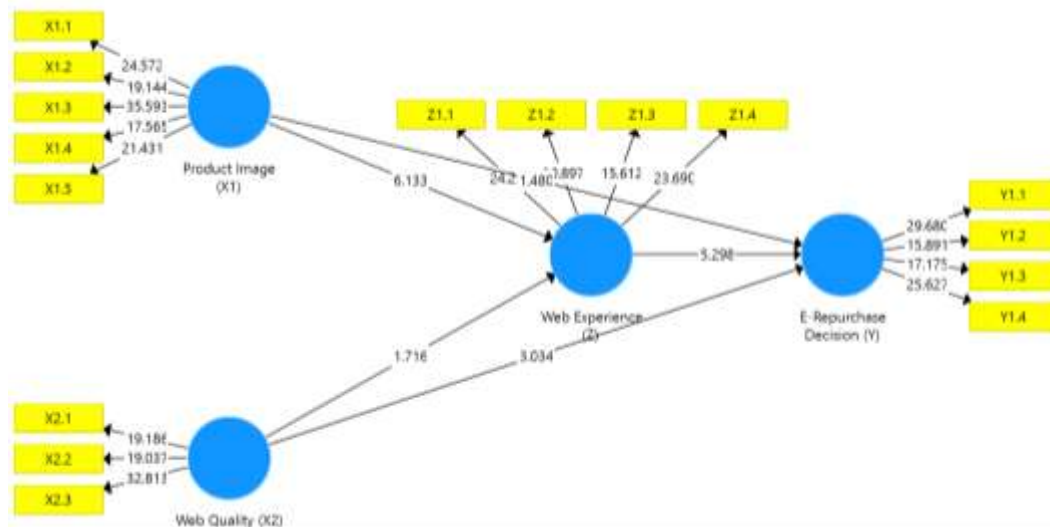 X1.1
X1.2
X1.3
X1.4
X1.5
24.572
19.144
35.593
17.565
21.431
Product Image
(X1)
Z1.1
Z1.2
Z1.3
Z1.4
1.480
15.612
23.690
6.133
Web Experience
(Z)
5.298
1.716
3.034
E-Repurchase
Decision (Y)
29.680
15.891
17.175
25.627
Y1.1
Y1.2
Y1.3
Y1.4
X2.1
X2.2
X2.3
19.186
19.037
32.813
Web Quality (X2)